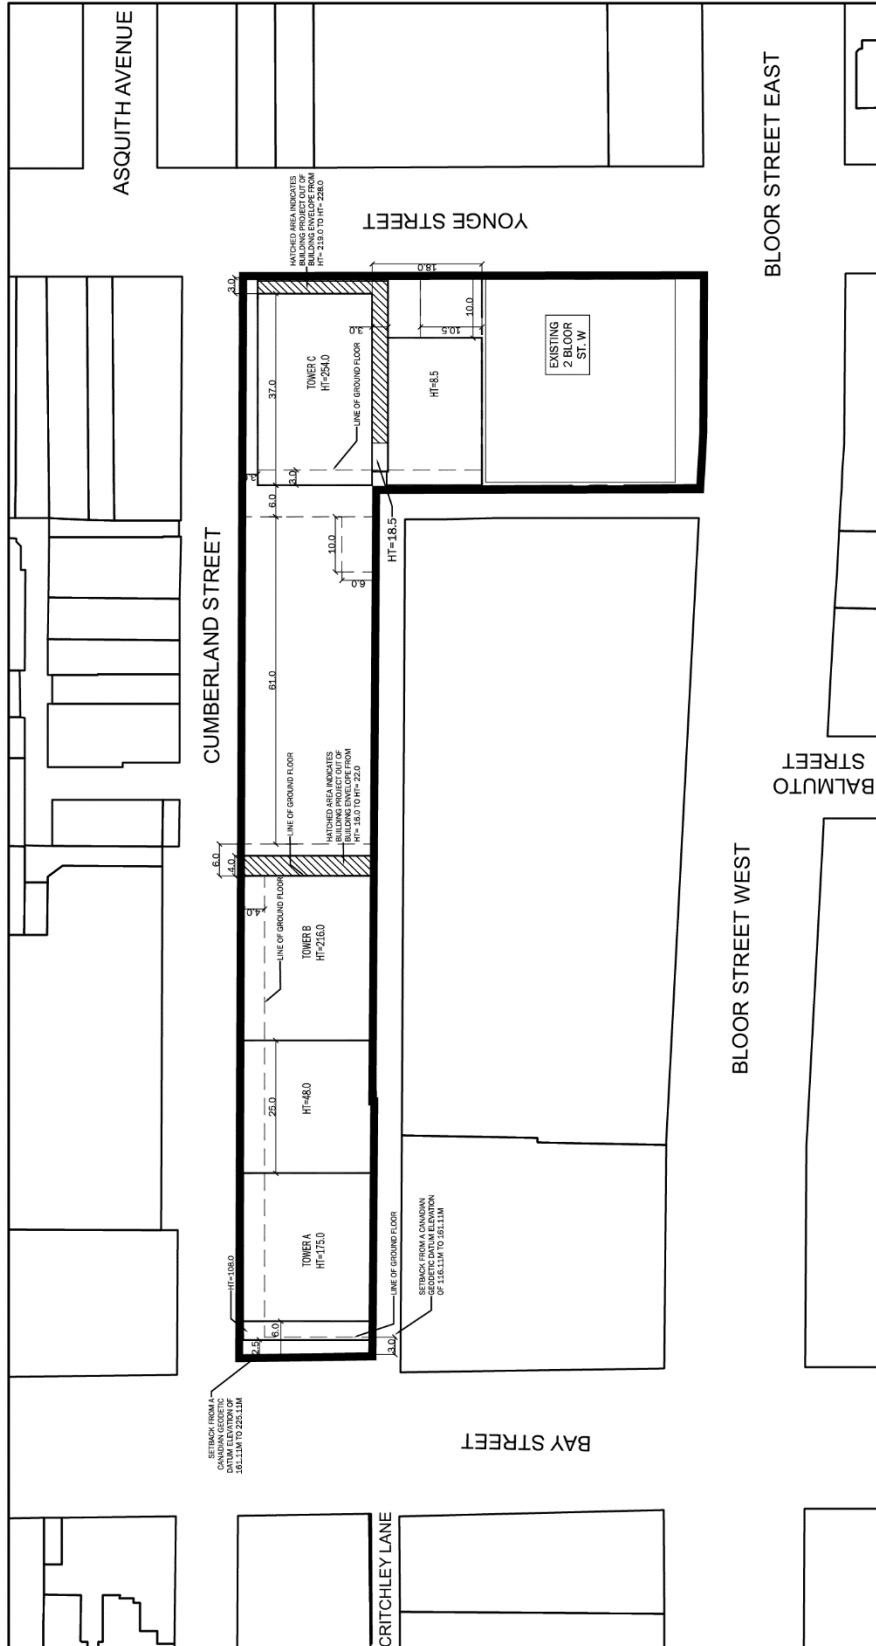 ASQUITH AVENUE
YONGE STREET
BLOOR STREET EAST
HATCHED AREA INDICATES
BUILDING PROJECT OUT OF
BUILDING ENVELOPE FROM
HT= 219.0 TO HT= 228.0
3.0
18.0
37.0
TOWER C
HT=254.0
3.0
LINE OF GROUND FLOOR
10.0
10.5
HT=8.5
EXISTING
2 BLOOR
ST. W
3.0
6.0
HT=18.5
10.0
6.0
CUMBERLAND STREET
61.0
LINE OF GROUND FLOOR
HATCHED AREA INDICATES
BUILDING PROJECT OUT OF
BUILDING ENVELOPE FROM
HT= 16.0 TO HT= 22.0
BALMUTO
STREET
6.0
4.0
4.0
LINE OF GROUND FLOOR
TOWER B
HT=216.0
BLOOR STREET WEST
25.0
HT=48.0
TOWER A
HT=175.0
HT=108.0
6.0
2.5
3.0
LINE OF GROUND FLOOR
SETBACK FROM A CANADIAN
GEODETIC DATUM ELEVATION
OF 116.11M TO 161.11M
SETBACK FROM A
CANADIAN GEODETIC
DATUM ELEVATION OF
161.11M TO 225.11M
BAY STREET
CRITCHLEY LANE